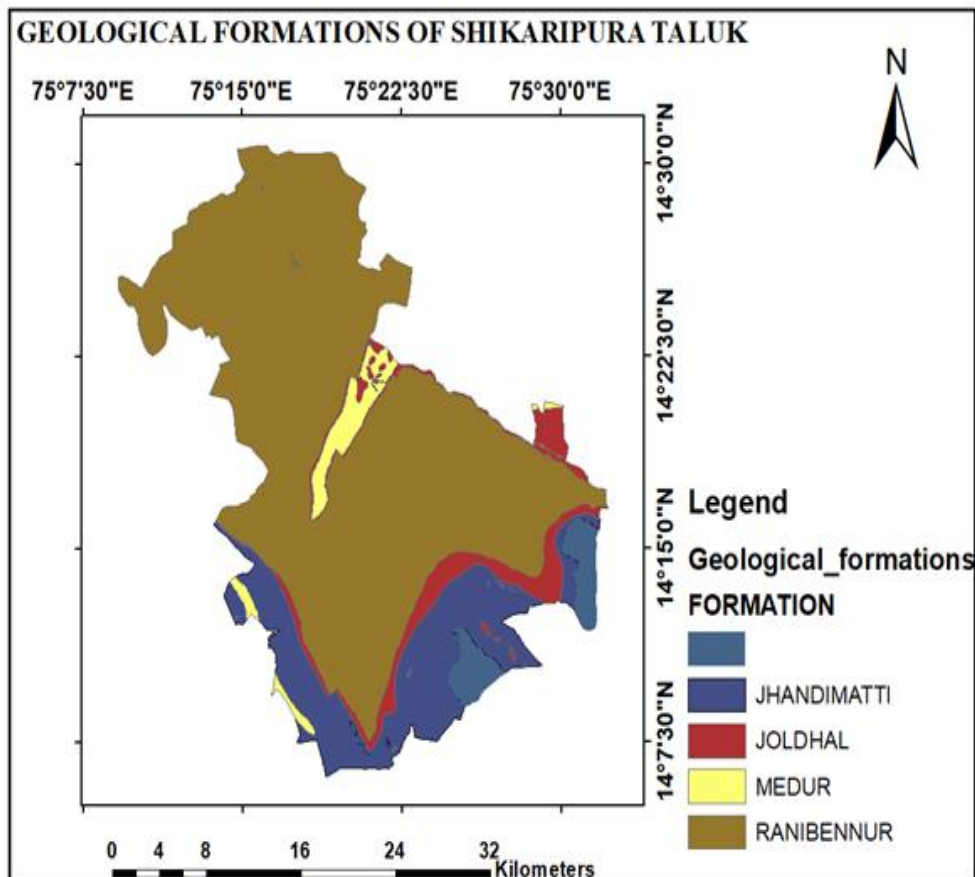 GEOLOGICAL FORMATIONS OF SHIKARIPURA TALUK
75°7'30"E 75°15'0"E 75°22'30"E 75°30'0"E
N
14°30'0"N
14°22'30"N
14°15'0"N
14°7'30"N
Legend
Geological_formations
FORMATION
JHANDIMATTI
JOLDHAL
MEDUR
RANIBENNUR
0 4 8 16 24 32
Kilometers